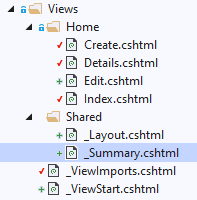 Views
Home
Create.cshtml
Details.cshtml
Edit.cshtml
Index.cshtml
Shared
_Layout.cshtml
_Summary.cshtml
_ViewImports.cshtml
_ViewStart.cshtml